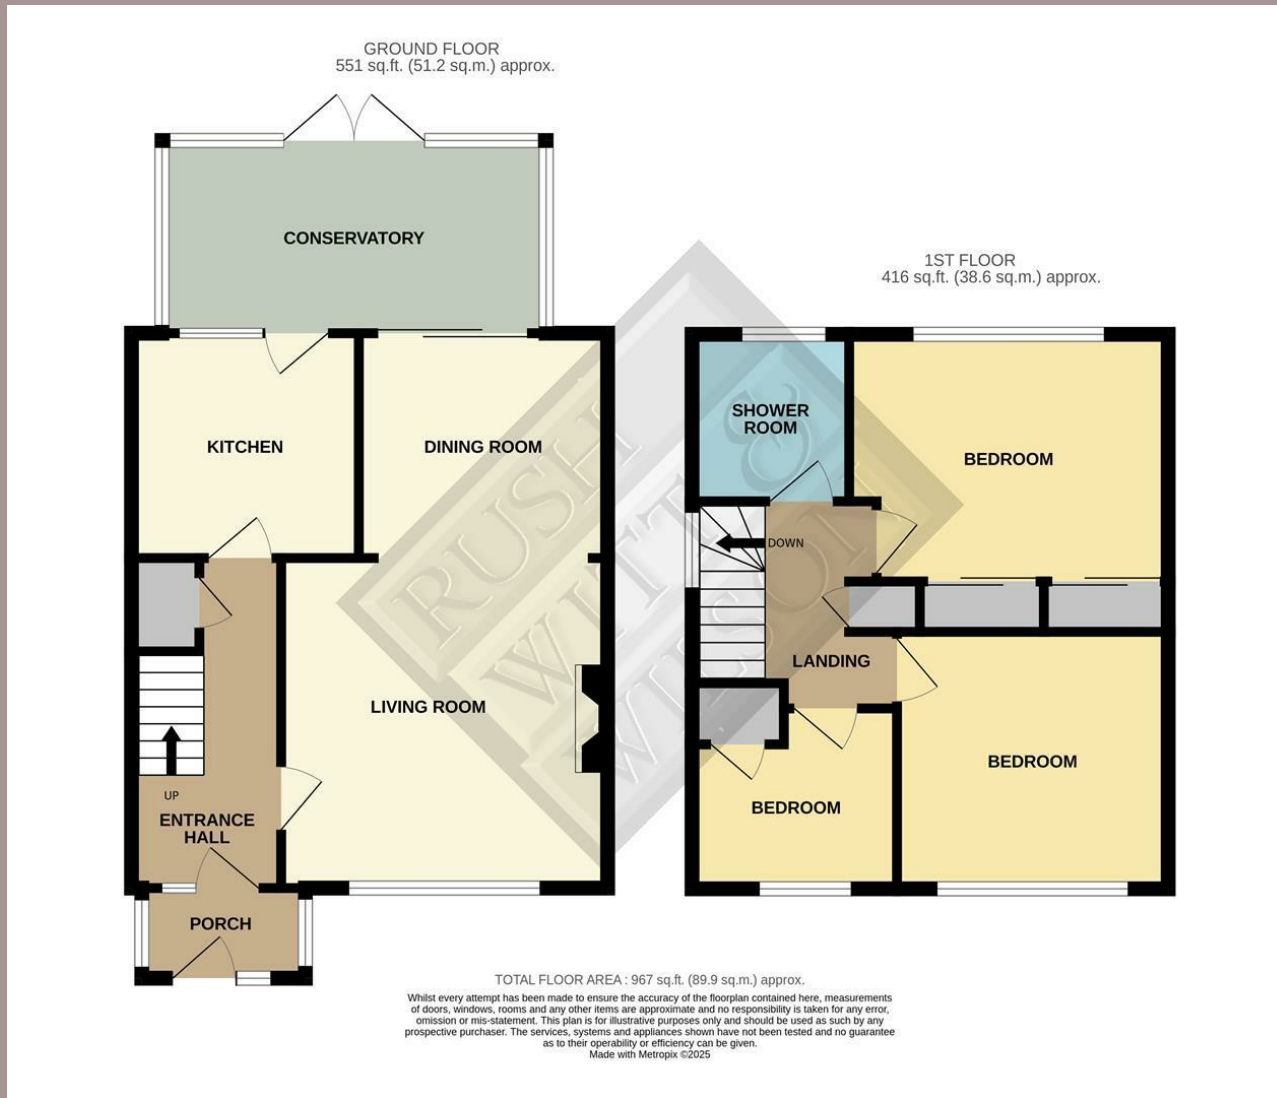 GROUND FLOOR
551 sq.ft. (51.2 sq.m.) approx.
CONSERVATORY
KITCHEN
DINING ROOM
LIVING ROOM
UP
ENTRANCE
HALL
PORCH
1ST FLOOR
416 sq.ft. (38.6 sq.m.) approx.
SHOWER
ROOM
BEDROOM
DOWN
LANDING
BEDROOM
BEDROOM
RUSH
WITT &
WILSON
TOTAL FLOOR AREA : 967 sq.ft. (89.9 sq.m.) approx.
Whilst every attempt has been made to ensure the accuracy of the floorplan contained here, measurements
of doors, windows, rooms and any other items are approximate and no responsibility is taken for any error,
omission or mis-statement. This plan is for illustrative purposes only and should be used as such by any
prospective purchaser. The services, systems and appliances shown have not been tested and no guarantee
as to their operability or efficiency can be given.
Made with Metropix ©2025